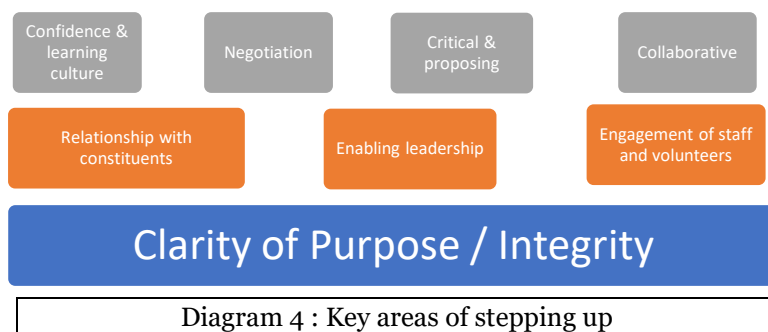 Confidence &
learning
culture
Negotiation
Critical &
proposing
Collaborative
Relationship with
constituents
Enabling leadership
Engagement of staff
and volunteers
Clarity of Purpose / Integrity
Diagram 4 : Key areas of stepping up